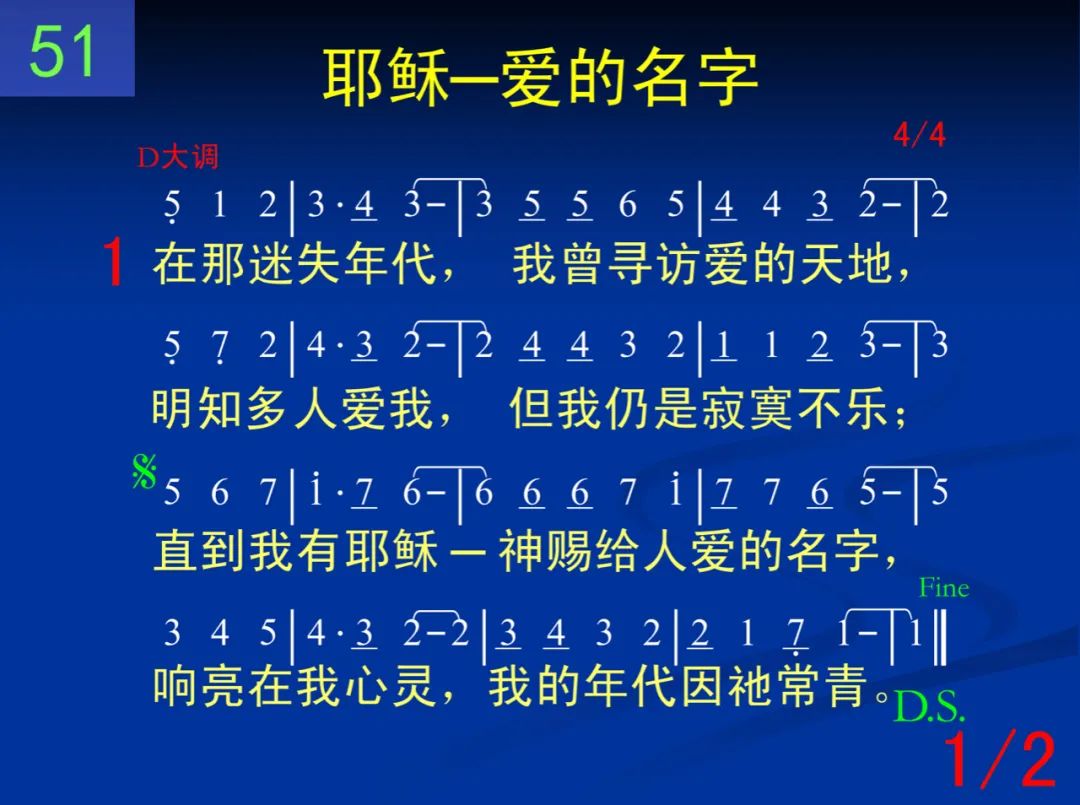 51
耶稣—爱的名字
D大调
4/4
5̣ 1 2|3·4̲ 3-|3 5̲ 5̲ 6 5|4̲ 4 3̲ 2-|2
1 在那迷失年代， 我曾寻访爱的天地，
5̣ 7̣ 2|4·3̲ 2-|2 4̲ 4̲ 3 2|1̲ 1 2̲ 3-|3
明知多人爱我， 但我仍是寂寞不乐；
𝄋 5 6 7|i·7̲ 6-|6 6̲ 6̲ 7 i|7̲ 7 6̲ 5-|5
直到我有耶稣－神赐给人爱的名字，
Fine
3 4 5|4·3̲ 2-2|3̲ 4̲ 3 2|2̲ 1 7̣̲ 1-|1‖
响亮在我心灵，我的年代因祂常青。
D.S.
1/2